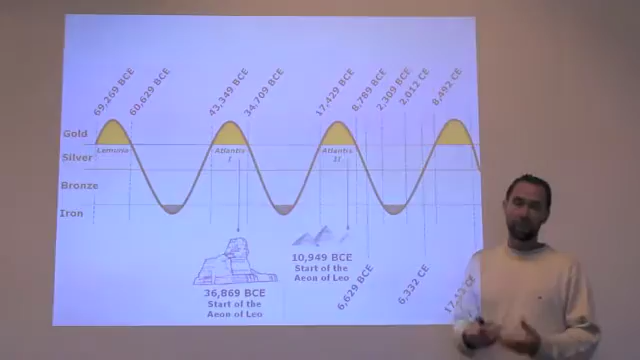 69,269 BCE
60,629 BCE
43,349 BCE
34,709 BCE
17,429 BCE
8,789 BCE
2,309 BCE
2,012 CE
8,492 CE
Gold
Silver
Bronze
Iron
Lemuria
Atlantis
I
Atlantis
II
36,869 BCE
Start of the
Aeon of Leo
10,949 BCE
Start of the
Aeon of Leo
6,629 BCE
6,332 CE